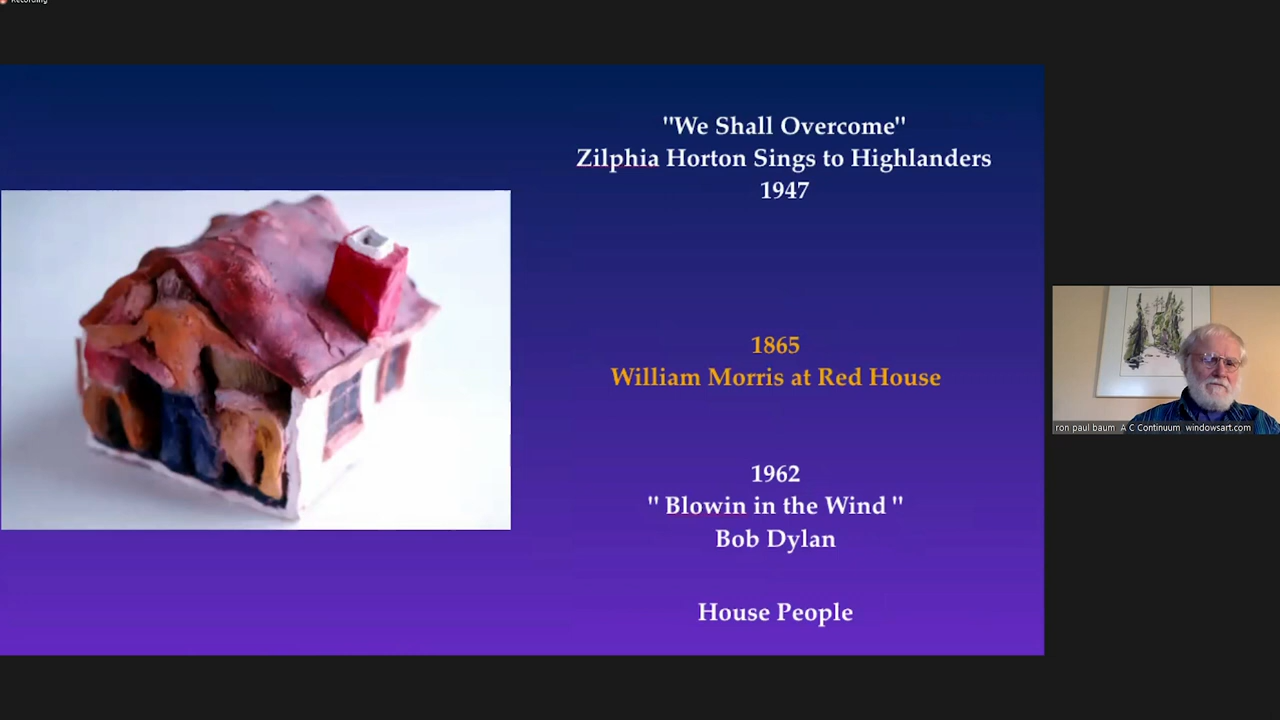 Recording
"We Shall Overcome"
Zilphia Horton Sings to Highlanders
1947
1865
William Morris at Red House
1962
" Blowin in the Wind "
Bob Dylan
House People
ron paul baum A C Continuum windowsart.com